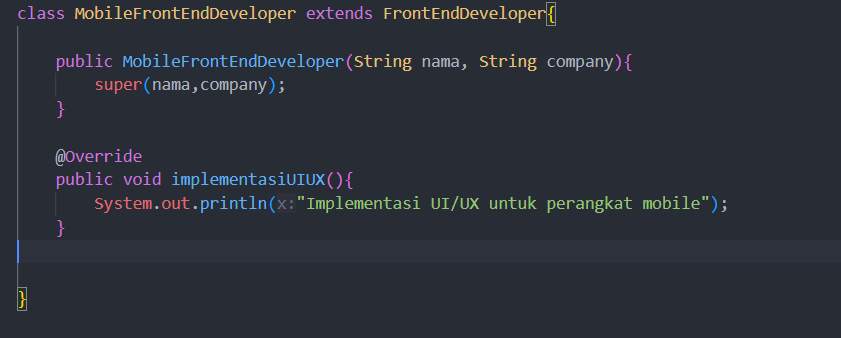 class MobileFrontEndDeveloper extends FrontEndDeveloper{
public MobileFrontEndDeveloper(String nama, String company){
super(nama,company);
}
@Override
public void implementasiUIUX(){
System.out.println(x:"Implementasi UI/UX untuk perangkat mobile");
}
}